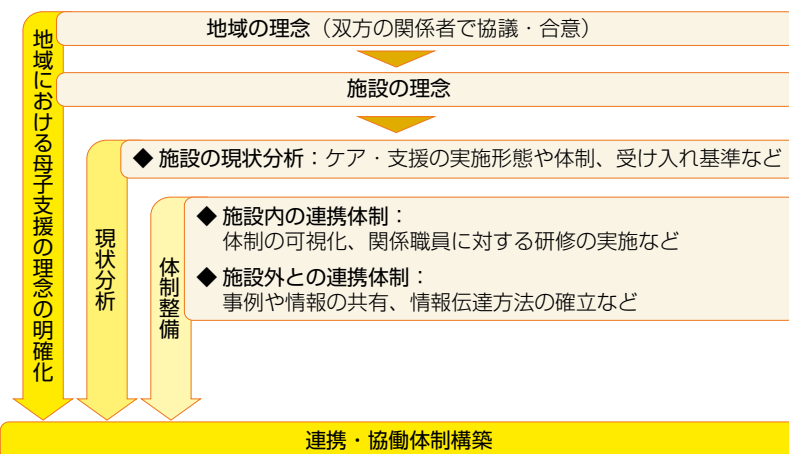 地域の理念（双方の関係者で協議・合意）
施設の理念
地域における母子支援の理念の明確化
◆ 施設の現状分析：ケア・支援の実施形態や体制、受け入れ基準など
現状分析
◆ 施設内の連携体制：
体制の可視化、関係職員に対する研修の実施など
◆ 施設外との連携体制：
事例や情報の共有、情報伝達方法の確立など
体制整備
連携・協働体制構築